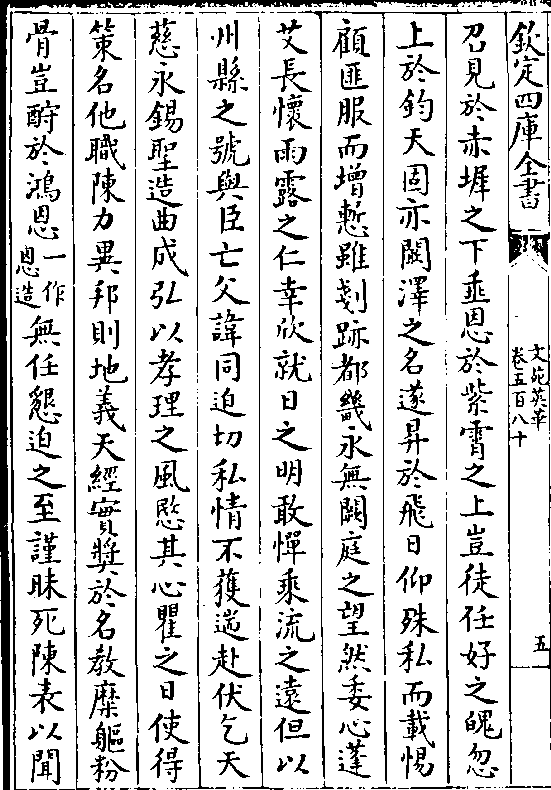 欽定四庫全書
文苑英華
卷五百八十
五
召見於赤墀之下垂恩於紫霄之上豈徒任好之魄忽
上於鈞天固亦闕澤之名遂昇於飛日仰殊私而載惕
顧匪服而增慙雖剗跡都畿永無闕庭之望然委心蓬
艾長懷雨露之仁幸欣就日之明敢憚乘流之遠但以
州縣之號與臣亡父諱同迫切私情不獲遄赴伏乞天
慈永錫聖造曲成弘以孝理之風愍其心瞿之日使得
策名他職陳力異邦則地義天經實奬於名教糜軀粉
骨豈酧於鴻恩一作恩造無任懇迫之至謹昧死陳表以聞